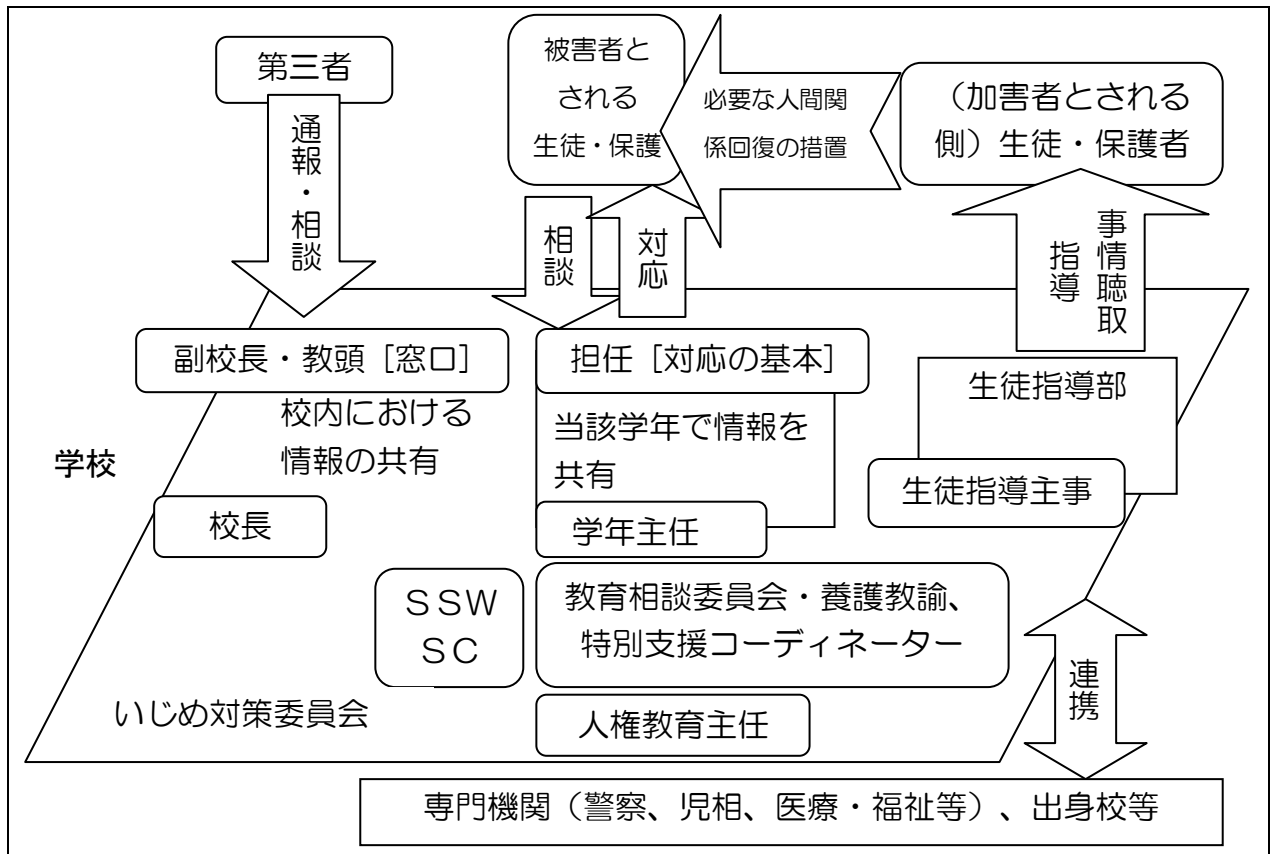 第三者
通報・相談
被害者と
される
生徒・保護
必要な人間関
係回復の措置
（加害者とされる
側）生徒・保護者
相談
対応
事情聴取
指導
副校長・教頭［窓口］
校内における
情報の共有
学校
校長
担任［対応の基本］
当該学年で情報を
共有
学年主任
生徒指導部
生徒指導主事
ＳＳＷ
ＳＣ
教育相談委員会・養護教諭、
特別支援コーディネーター
いじめ対策委員会
人権教育主任
連携
専門機関（警察、児相、医療・福祉等）、出身校等